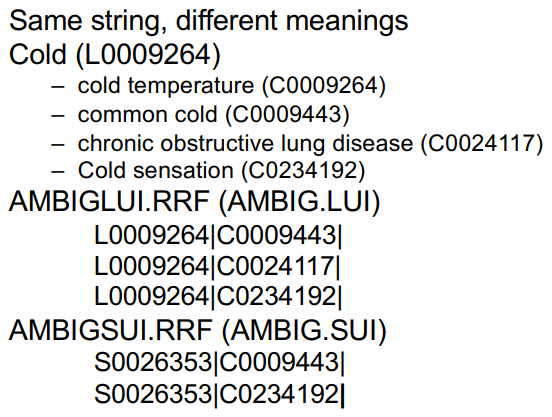 Same string, different meanings
Cold (L0009264)
– cold temperature (C0009264)
– common cold (C0009443)
– chronic obstructive lung disease (C0024117)
– Cold sensation (C0234192)
AMBIGLUI.RRF (AMBIG.LUI)
L0009264|C0009443|
L0009264|C0024117|
L0009264|C0234192|
AMBIGSUI.RRF (AMBIG.SUI)
S0026353|C0009443|
S0026353|C0234192|